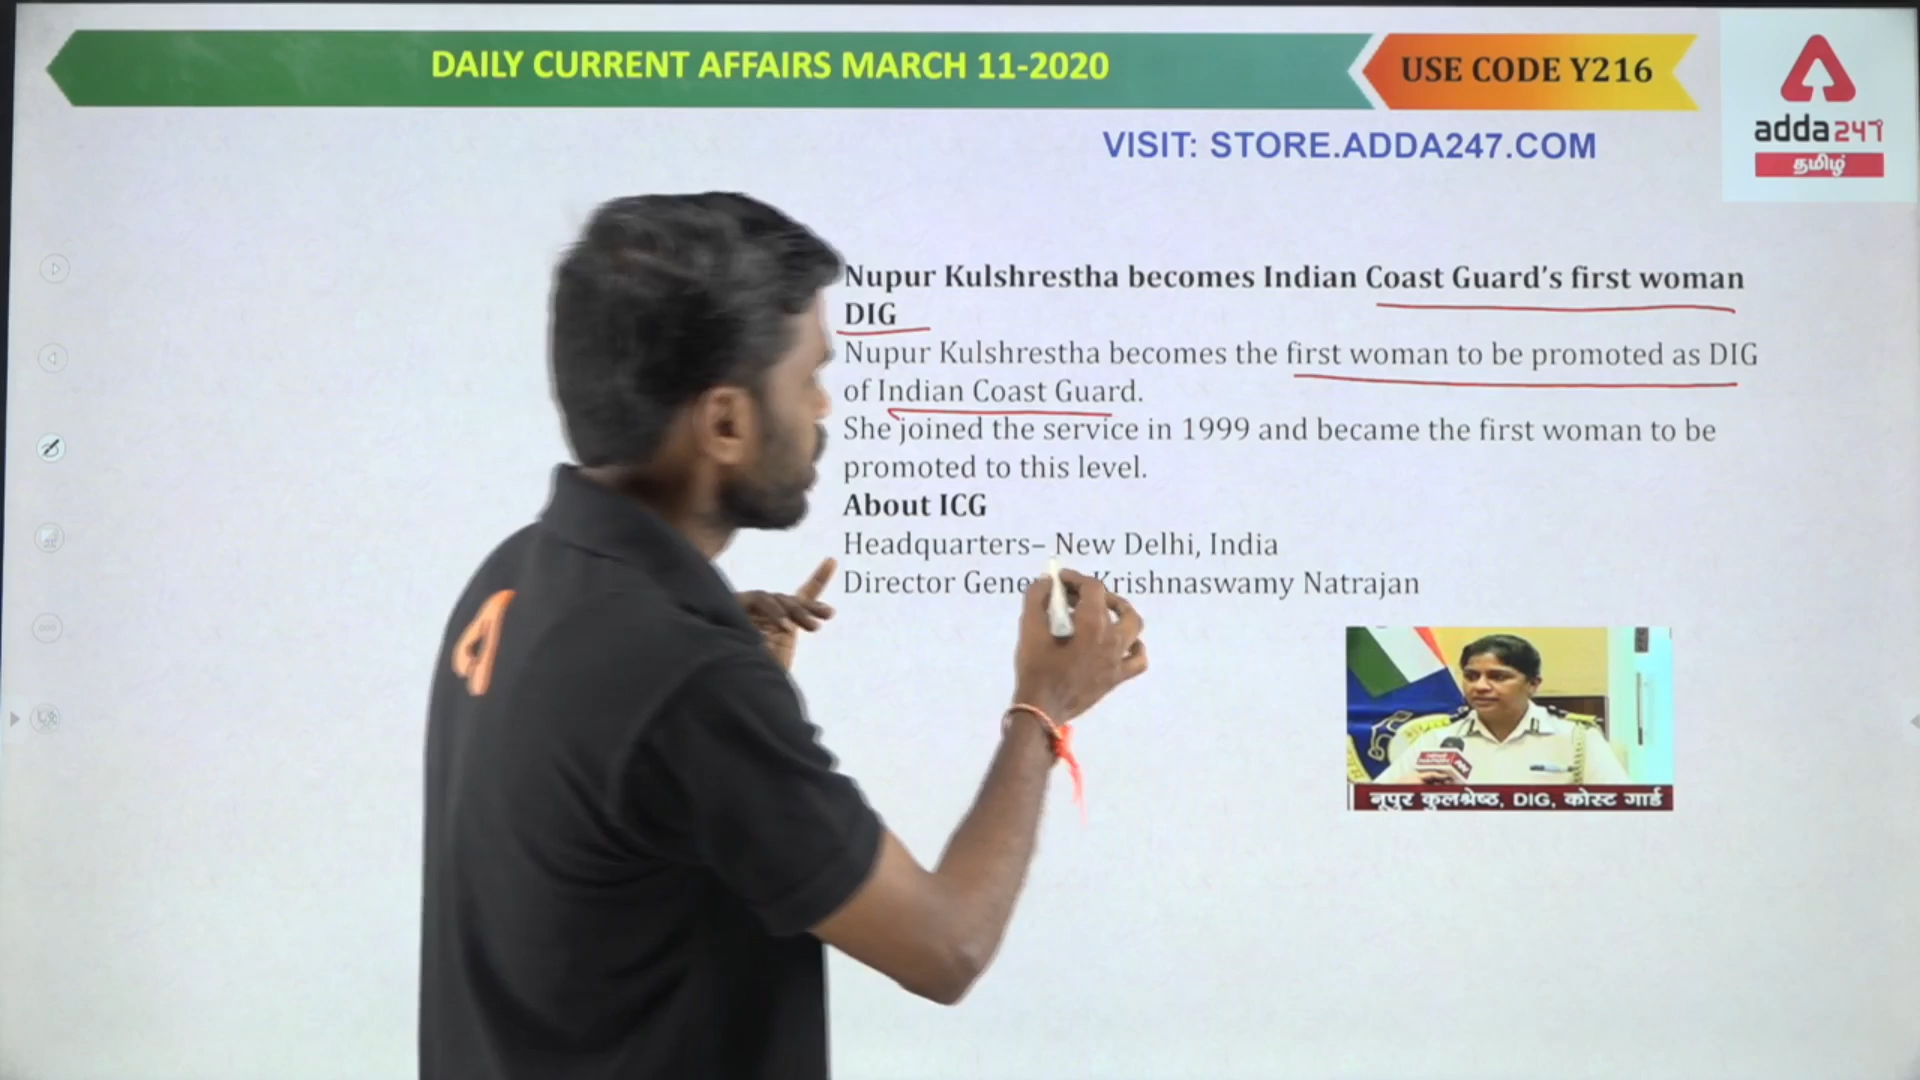 DAILY CURRENT AFFAIRS MARCH 11-2020
USE CODE Y216
adda247
தமிழ்
VISIT: STORE.ADDA247.COM
Nupur Kulshrestha becomes Indian Coast Guard's first woman
DIG
Nupur Kulshrestha becomes the first woman to be promoted as DIG
of Indian Coast Guard.
She joined the service in 1999 and became the first woman to be
promoted to this level.
About ICG
Headquarters– New Delhi, India
Director Krishnaswamy Natrajan
नूपुर कुलश्रेष्ठ, DIG, कोस्ट गार्ड